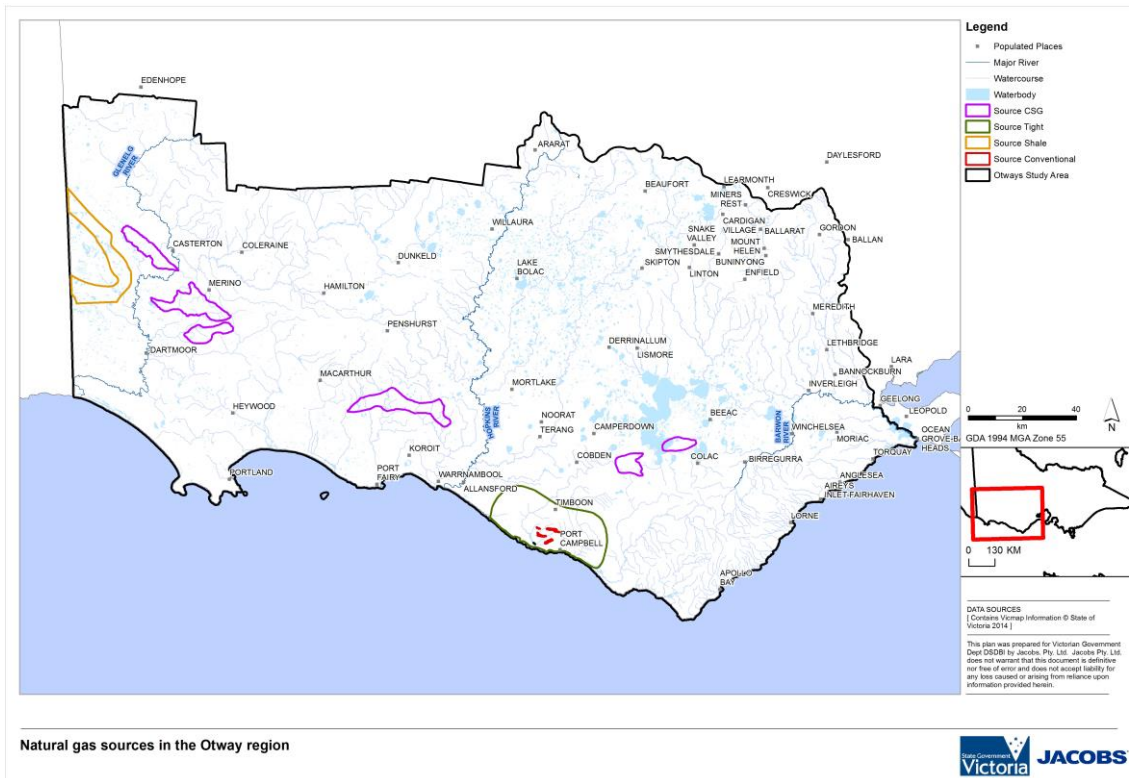 EDENHOPE
GLENELG
RIVER
ARARAT
DAYLESFORD
LEARMONTH
BEAUFORT
MINERS
REST
CRESWICK
WILLAURA
CARDIGAN
VILLAGE
BALLARAT
GORDON
BALLAN
SNAKE
VALLEY
MOUNT
HELEN
CASTERTON
COLERAINE
DUNKELD
SMYTHESDALE
BUNINYONG
LAKE
BOLAC
SKIPTON
LINTON
ENFIELD
MERINO
HAMILTON
MEREDITH
PENSHURST
DARTMOOR
DERRINALLUM
LISMORE
LETHBRIDGE
LARA
BANNOCKBURN
MACARTHUR
MORTLAKE
INVERLEIGH
GEELONG
LEOPOLD
HEYWOOD
HOPKINS
RIVER
NOORAT
TERANG
CAMPERDOWN
BEEAC
BARWON
RIVER
WINCHELSEA
MORIAC
OCEAN
GROVE-BA
HEADS
KOROIT
COBDEN
COLAC
BIRREGURRA
TORQUAY
PORTLAND
PORT
FAIRY
WARRNAMBOOL
ALLANSFORD
ANGLESEA
AIREYS
INLET-FAIRHAVEN
TIMBOON
LORNE
PORT
CAMPBELL
APOLLO
BAY
Legend
Populated Places
Major River
Watercourse
Waterbody
Source CSG
Source Tight
Source Shale
Source Conventional
Otways Study Area
0 20 40
km
N
GDA 1994 MGA Zone 55
0 130 KM
DATA SOURCES
[ Contains Vicmap Information © State of
Victoria 2014 ]
This plan was prepared for Victorian Government
Dept DSDBI by Jacobs. Pty. Ltd. Jacobs Pty. Ltd.
does not warrant that this document is definitive
nor free of error and does not accept liability for
any loss caused or arising from reliance upon
information provided herein.
Natural gas sources in the Otway region
State Government
Victoria
JACOBS